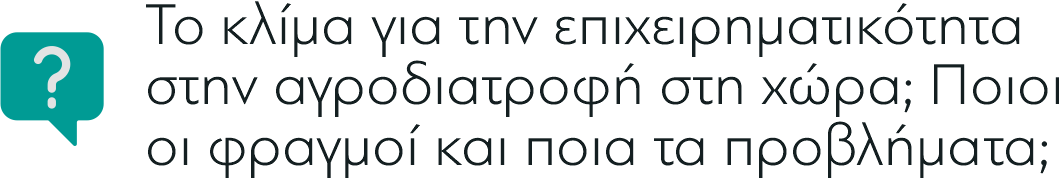 Το κλίμα για την επιχειρηματικότητα
στην αγροδιατροφή στη χώρα; Ποιοι
οι φραγμοί και ποια τα προβλήματα;